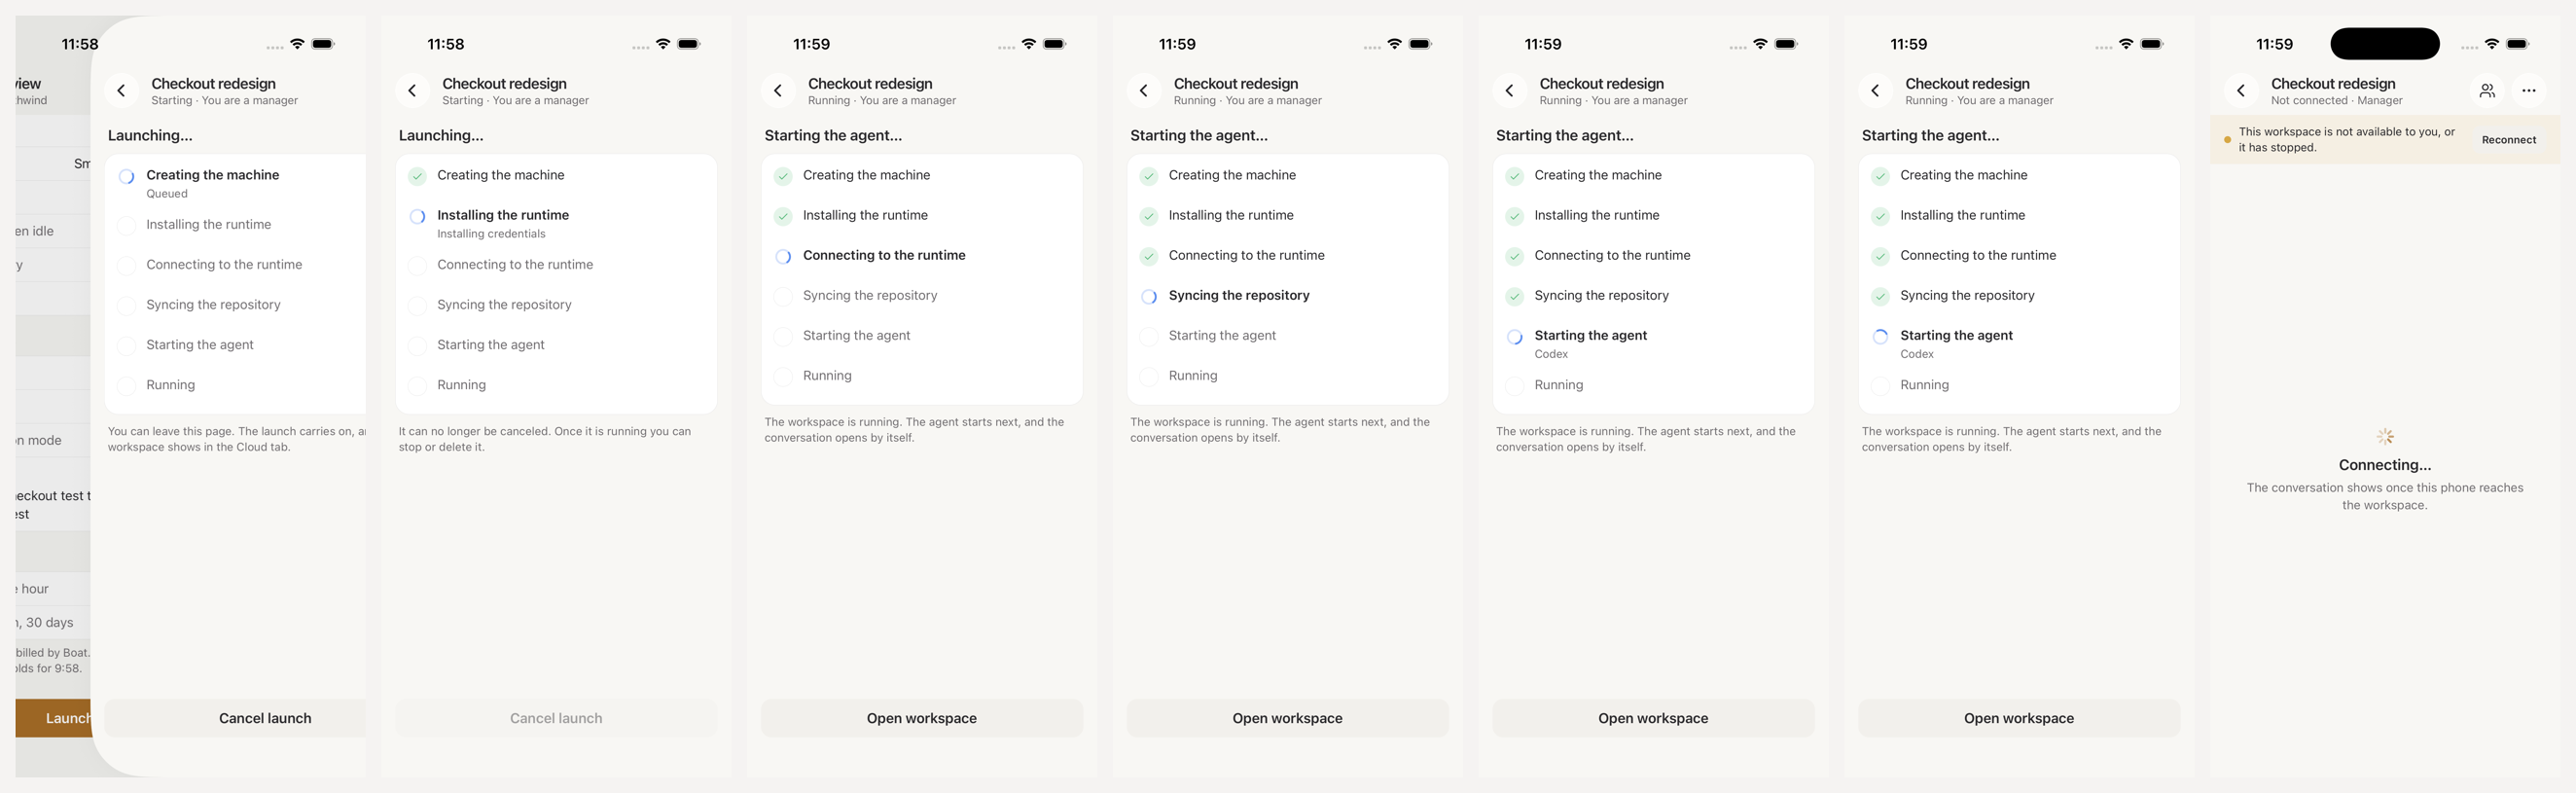 11:58
view
thwind
Sm
en idle
y
on mode
eckout test t
est
e hour
n, 30 days
billed by Boat.
olds for 9:58.
Launch
Checkout redesign
Starting · You are a manager
Launching...
Creating the machine
Queued
Installing the runtime
Connecting to the runtime
Syncing the repository
Starting the agent
Running
You can leave this page. The launch carries on, a
workspace shows in the Cloud tab.
Cancel launch
11:58
Checkout redesign
Starting · You are a manager
Launching...
Creating the machine
Installing the runtime
Installing credentials
Connecting to the runtime
Syncing the repository
Starting the agent
Running
It can no longer be canceled. Once it is running you can
stop or delete it.
Cancel launch
11:59
Checkout redesign
Running · You are a manager
Starting the agent...
Creating the machine
Installing the runtime
Connecting to the runtime
Syncing the repository
Starting the agent
Running
The workspace is running. The agent starts next, and the
conversation opens by itself.
Open workspace
11:59
Checkout redesign
Running · You are a manager
Starting the agent...
Creating the machine
Installing the runtime
Connecting to the runtime
Syncing the repository
Starting the agent
Running
The workspace is running. The agent starts next, and the
conversation opens by itself.
Open workspace
11:59
Checkout redesign
Running · You are a manager
Starting the agent...
Creating the machine
Installing the runtime
Connecting to the runtime
Syncing the repository
Starting the agent
Codex
Running
The workspace is running. The agent starts next, and the
conversation opens by itself.
Open workspace
11:59
Checkout redesign
Running · You are a manager
Starting the agent...
Creating the machine
Installing the runtime
Connecting to the runtime
Syncing the repository
Starting the agent
Codex
Running
The workspace is running. The agent starts next, and the
conversation opens by itself.
Open workspace
11:59
Checkout redesign
Not connected · Manager
This workspace is not available to you, or
it has stopped.
Reconnect
Connecting...
The conversation shows once this phone reaches
the workspace.